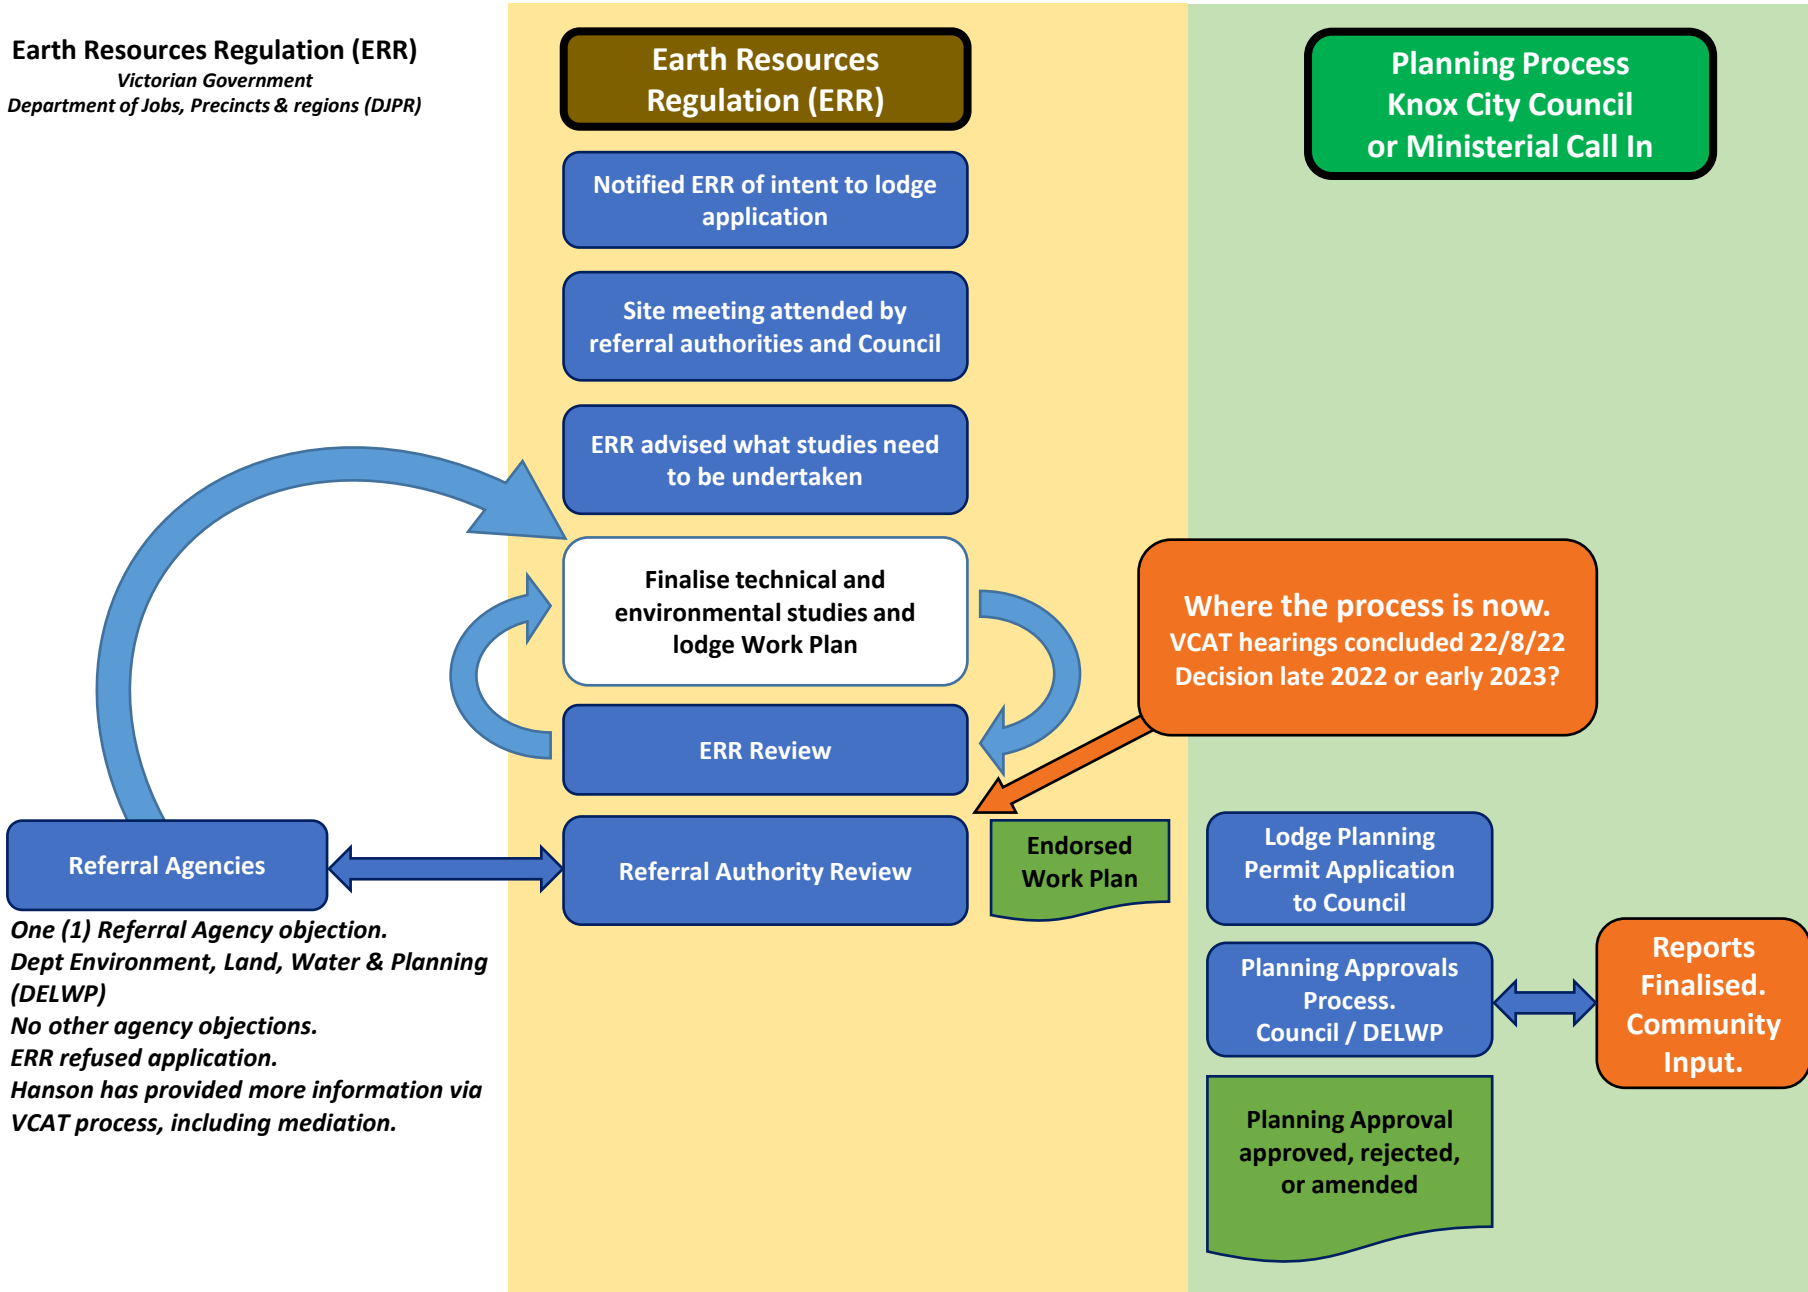 Earth Resources Regulation (ERR)
Victorian Government
Department of Jobs, Precincts & regions (DJPR)
Earth Resources
Regulation (ERR)
Planning Process
Knox City Council
or Ministerial Call In
Notified ERR of intent to lodge
application
Site meeting attended by
referral authorities and Council
ERR advised what studies need
to be undertaken
Finalise technical and
environmental studies and
lodge Work Plan
Where the process is now.
VCAT hearings concluded 22/8/22
Decision late 2022 or early 2023?
ERR Review
Referral Agencies
Referral Authority Review
Endorsed
Work Plan
Lodge Planning
Permit Application
to Council
One (1) Referral Agency objection.
Dept Environment, Land, Water & Planning
(DELWP)
No other agency objections.
ERR refused application.
Hanson has provided more information via
VCAT process, including mediation.
Planning Approvals
Process.
Council / DELWP
Reports
Finalised.
Community
Input.
Planning Approval
approved, rejected,
or amended